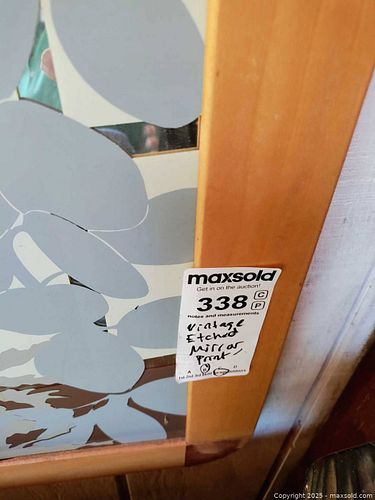 maxsold
Get in on the auction!
338 C
P
notes and measurements
vintage
Etched
Mirror
print,
Copyright 2025 - maxsold.com